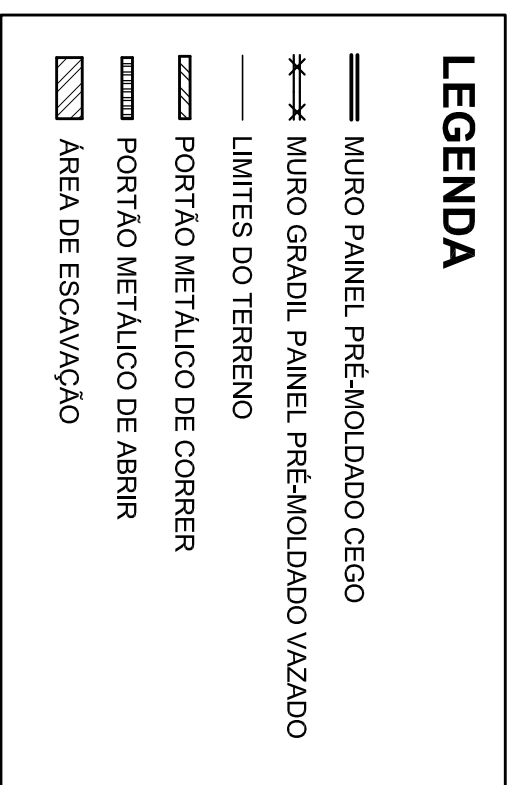 LEGENDA
MURO PAINEL PRÉ-MOLDADO CEGO
MURO GRADIL PAINEL PRÉ-MOLDADO VAZADO
LIMITES DO TERRENO
PORTÃO METÁLICO DE CORRER
PORTÃO METÁLICO DE ABRIR
ÁREA DE ESCAVAÇÃO